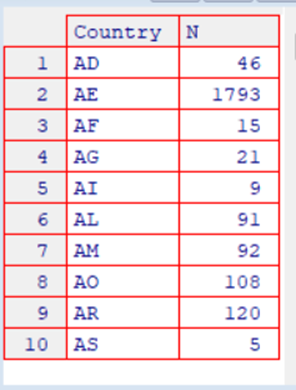 Country N
1 AD 46
2 AE 1793
3 AF 15
4 AG 21
5 AI 9
6 AL 91
7 AM 92
8 AO 108
9 AR 120
10 AS 5